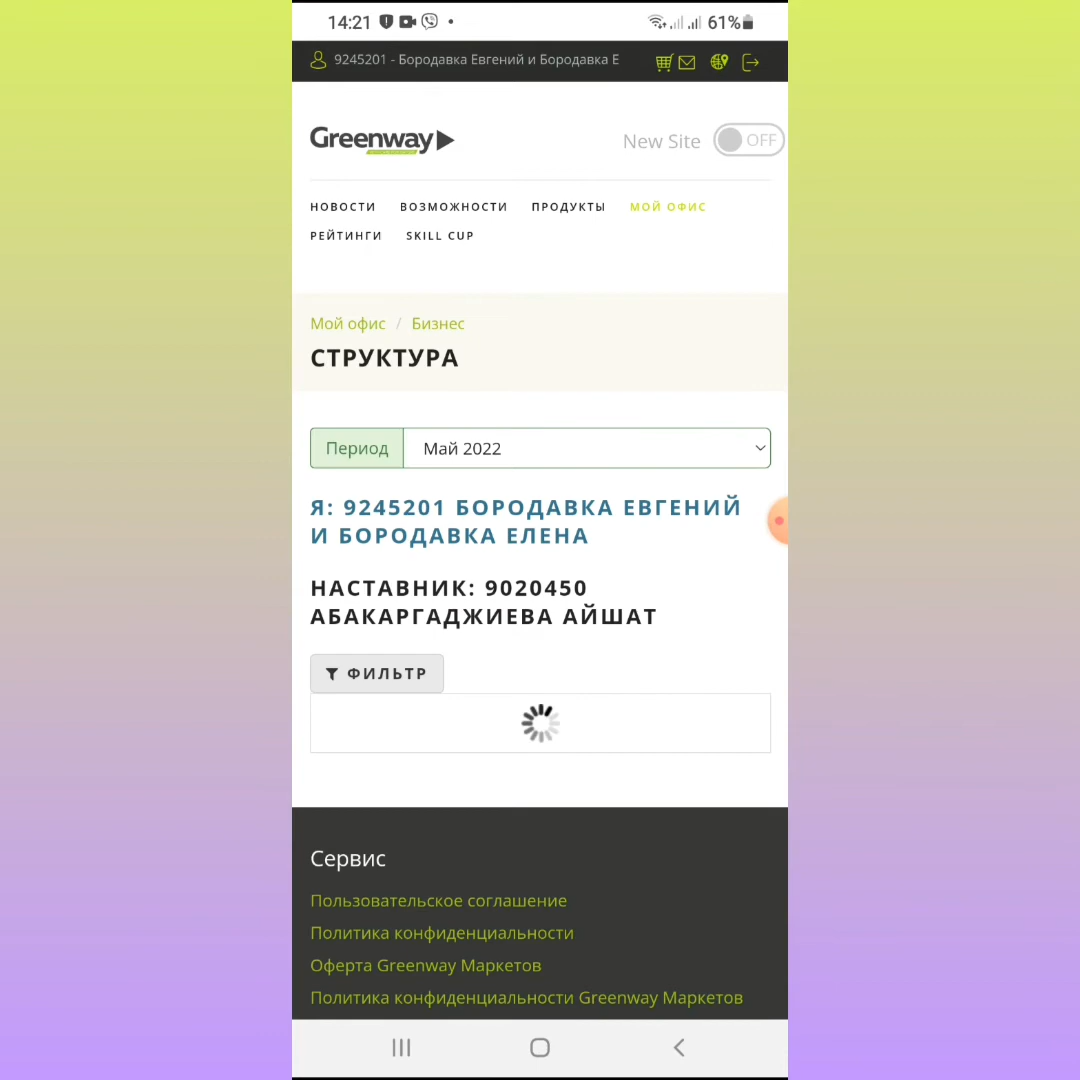 14:21 61%
9245201 - Бородавка Евгений и Бородавка Е
Greenway
New Site OFF
НОВОСТИ ВОЗМОЖНОСТИ ПРОДУКТЫ МОЙ ОФИС
РЕЙТИНГИ SKILL CUP
Мой офис / Бизнес
СТРУКТУРА
Период Май 2022
Я: 9245201 БОРОДАВКА ЕВГЕНИЙ
И БОРОДАВКА ЕЛЕНА
НАСТАВНИК: 9020450
АБАКАРГАДЖИЕВА АЙШАТ
ФИЛЬТР
Сервис
Пользовательское соглашение
Политика конфиденциальности
Оферта Greenway Маркетов
Политика конфиденциальности Greenway Маркетов